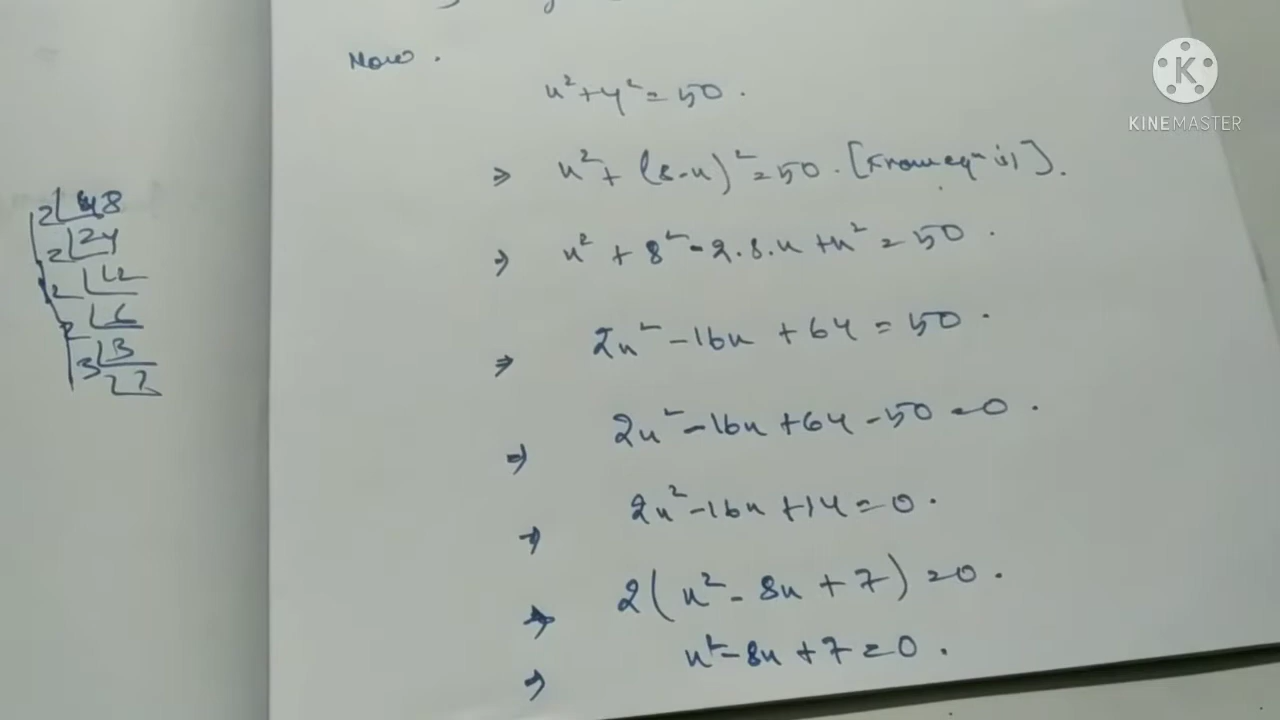 Now.
x²+y²=50.
⇒ x²+(8-x)²=50. [From eqⁿ (i)].
⇒ x²+8²-2.8.x+x²=50.
⇒ 2x²-16x+64=50.
⇒ 2x²-16x+64-50=0.
⇒ 2x²-16x+14=0.
⇒ 2(x²-8x+7)=0.
⇒ x²-8x+7=0.
2 48
2 24
2 12
2 6
3 3
KINEMASTER